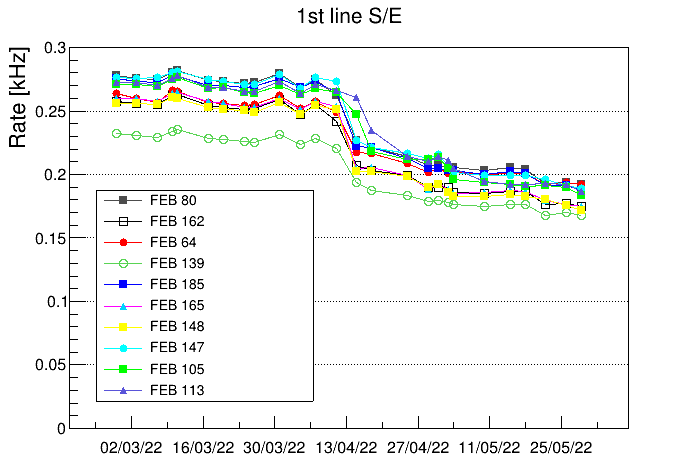 1st line S/E
Rate [kHz]
0.3
0.25
0.2
0.15
0.1
0.05
0
FEB 80
FEB 162
FEB 64
FEB 139
FEB 185
FEB 165
FEB 148
FEB 147
FEB 105
FEB 113
02/03/22 16/03/22 30/03/22 13/04/22 27/04/22 11/05/22 25/05/22